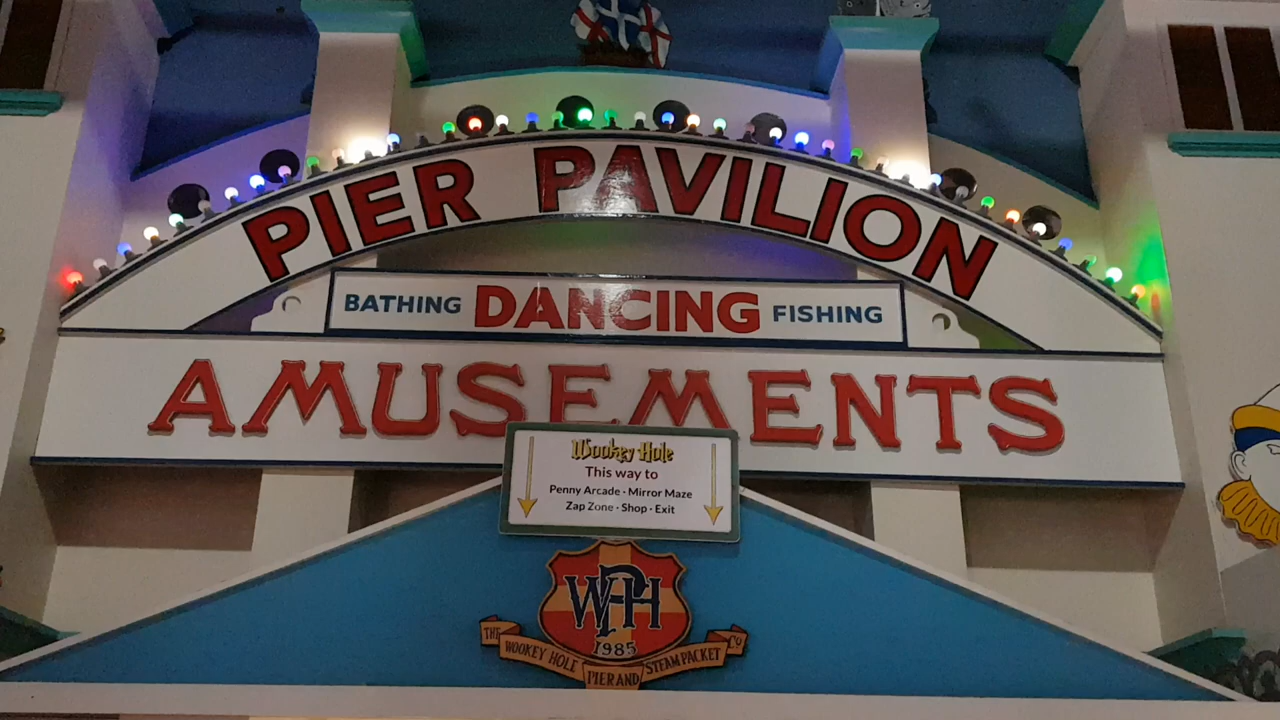 PIER PAVILION
BATHING DANCING FISHING
AMUSEMENTS
Wookey Hole
This way to
Penny Arcade · Mirror Maze
Zap Zone · Shop · Exit
WPH
1985
THE WOOKEY HOLE PIER AND STEAM PACKET CO